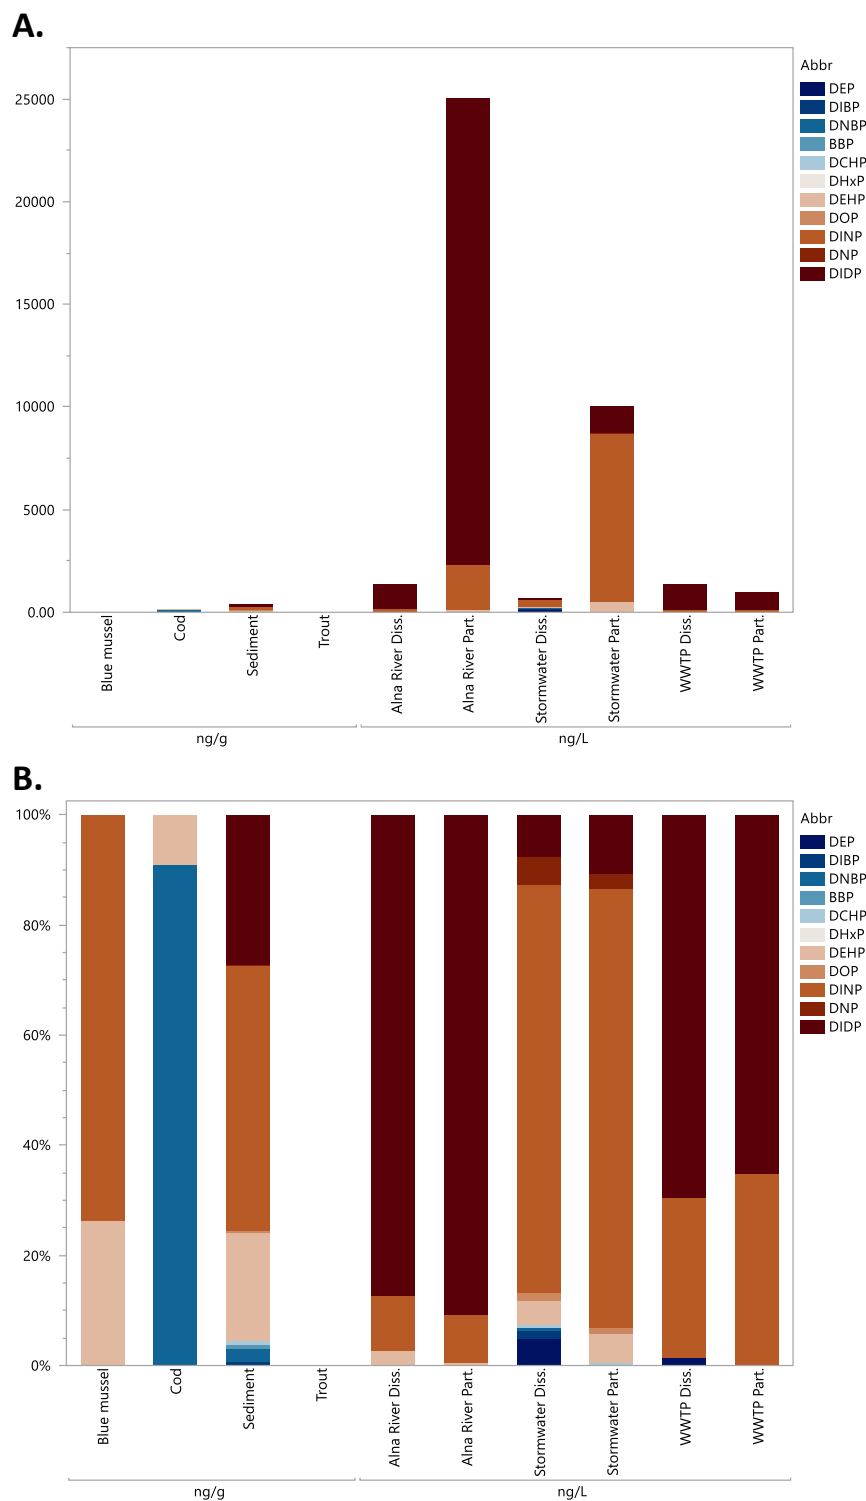 A.
25000
20000
15000
10000
5000
0.00
Blue mussel
Cod
Sediment
Trout
Alna River Diss.
Alna River Part.
Stormwater Diss.
Stormwater Part.
WWTP Diss.
WWTP Part.
ng/g
ng/L
Abbr
DEP
DIBP
DNBP
BBP
DCHP
DHxP
DEHP
DOP
DINP
DNP
DIDP
B.
100%
80%
60%
40%
20%
0%
Blue mussel
Cod
Sediment
Trout
Alna River Diss.
Alna River Part.
Stormwater Diss.
Stormwater Part.
WWTP Diss.
WWTP Part.
ng/g
ng/L
Abbr
DEP
DIBP
DNBP
BBP
DCHP
DHxP
DEHP
DOP
DINP
DNP
DIDP